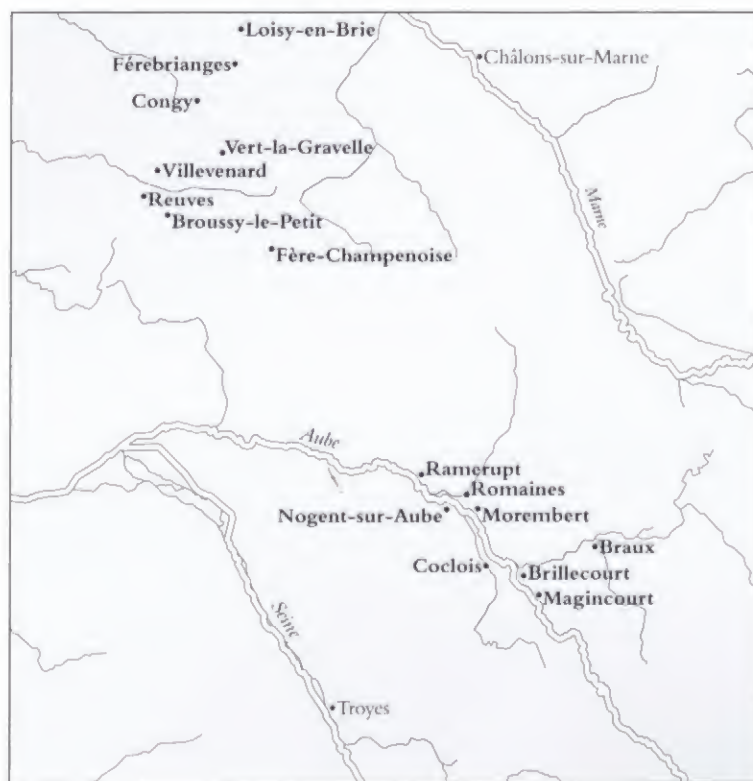 Loisy-en-Brie
Châlons-sur-Marne
Férebrianges
Congy
Vert-la-Gravelle
Villevenard
Reuves
Broussy-le-Petit
Marne
Fère-Champenoise
Aube
Ramerupt
Romaines
Nogent-sur-Aube
Morembert
Braux
Coclois
Brillecourt
Magincourt
Seine
Troyes